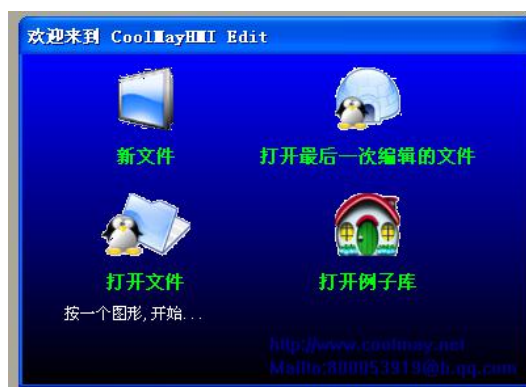 欢迎来到 CoolMayHMI Edit
新文件
打开最后一次编辑的文件
打开文件
打开例子库
按一个图形,开始...
http://www.coolmay.net